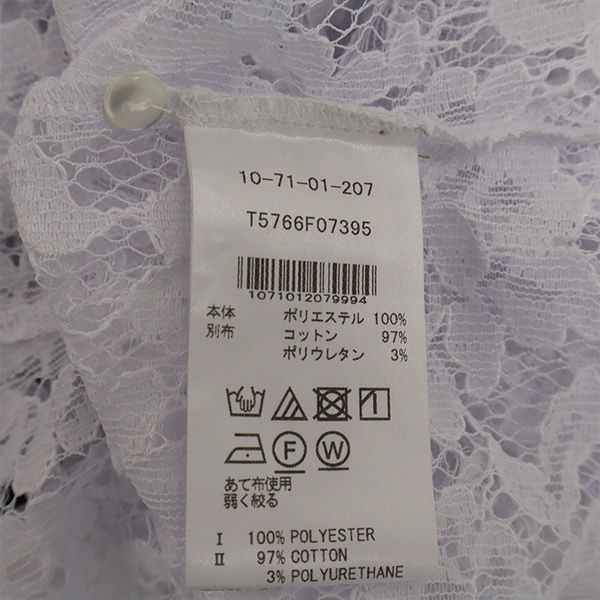 10-71-01-207
T5766F07395
1071012079994
本体 ポリエステル 100%
別布 コットン 97%
ポリウレタン 3%
F W
あて布使用
弱く絞る
I 100% POLYESTER
II 97% COTTON
3% POLYURETHANE